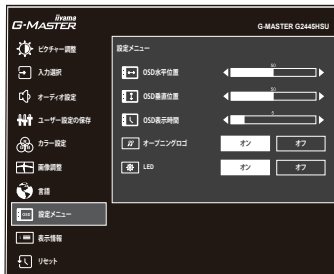 iiyama
G-MASTER
G-MASTER G2445HSU
ピクチャー調整
入力選択
オーディオ設定
ユーザー設定の保存
カラー設定
画像調整
言語
設定メニュー
表示情報
リセット
設定メニュー
OSD水平位置
50
OSD垂直位置
50
OSD表示時間
5
オープニングロゴ
オン
オフ
LED
オン
オフ